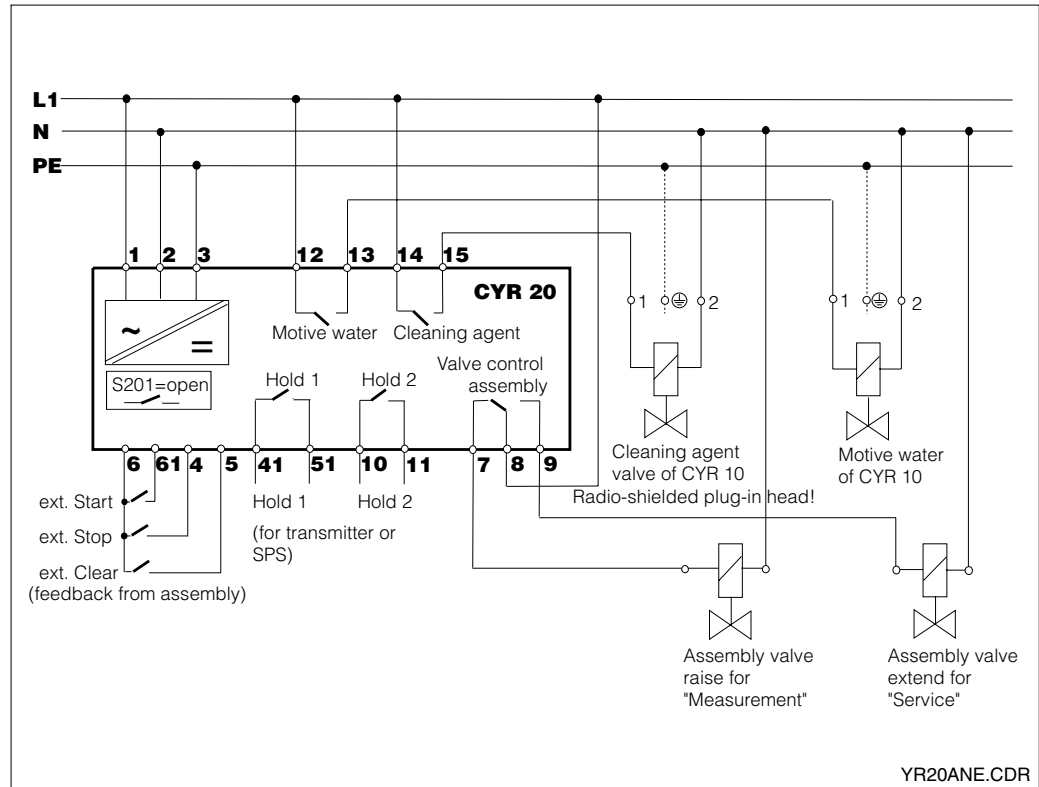 L1
N
PE
1 2 3 12 13 14 15
CYR 20
~
=
Motive water
Cleaning agent
S201=open
Hold 1
Hold 2
Valve control
assembly
6 61 4 5 41 51 10 11 7 8 9
ext. Start
ext. Stop
ext. Clear
(feedback from assembly)
Hold 1
(for transmitter or
SPS)
Hold 2
1 2
Cleaning agent
valve of CYR 10
Radio-shielded plug-in head!
1 2
Motive water
of CYR 10
Assembly valve
raise for
"Measurement"
Assembly valve
extend for
"Service"
YR20ANE.CDR